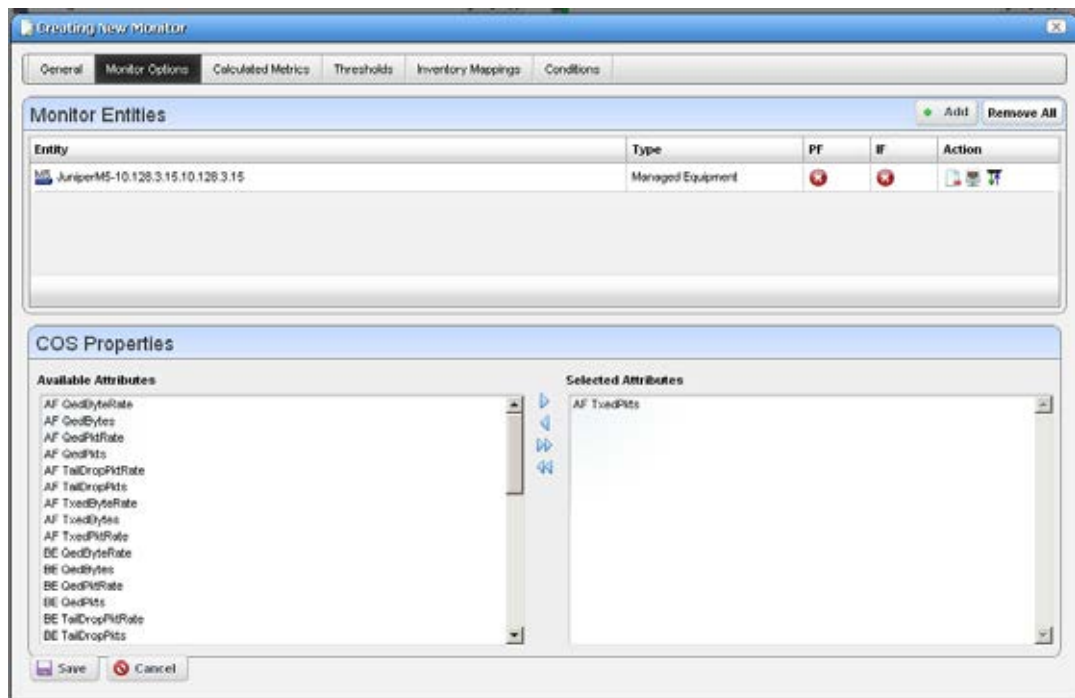 Creating New Monitor
General Monitor Options Calculated Metrics Thresholds Inventory Mappings Conditions
Monitor Entities
Add Remove All
Entity Type PF IF Action
JuniperM5-10.128.3.15.10.128.3.15 Managed Equipment
COS Properties
Available Attributes Selected Attributes
AF QedByteRate
AF QedBytes
AF QedPktRate
AF QedPkts
AF TailDropPktRate
AF TailDropPkts
AF TxedByteRate
AF TxedBytes
AF TxedPktRate
BE QedByteRate
BE QedBytes
BE QedPktRate
BE QedPkts
BE TailDropPktRate
BE TailDropPkts
AF TxedPkts
Save Cancel